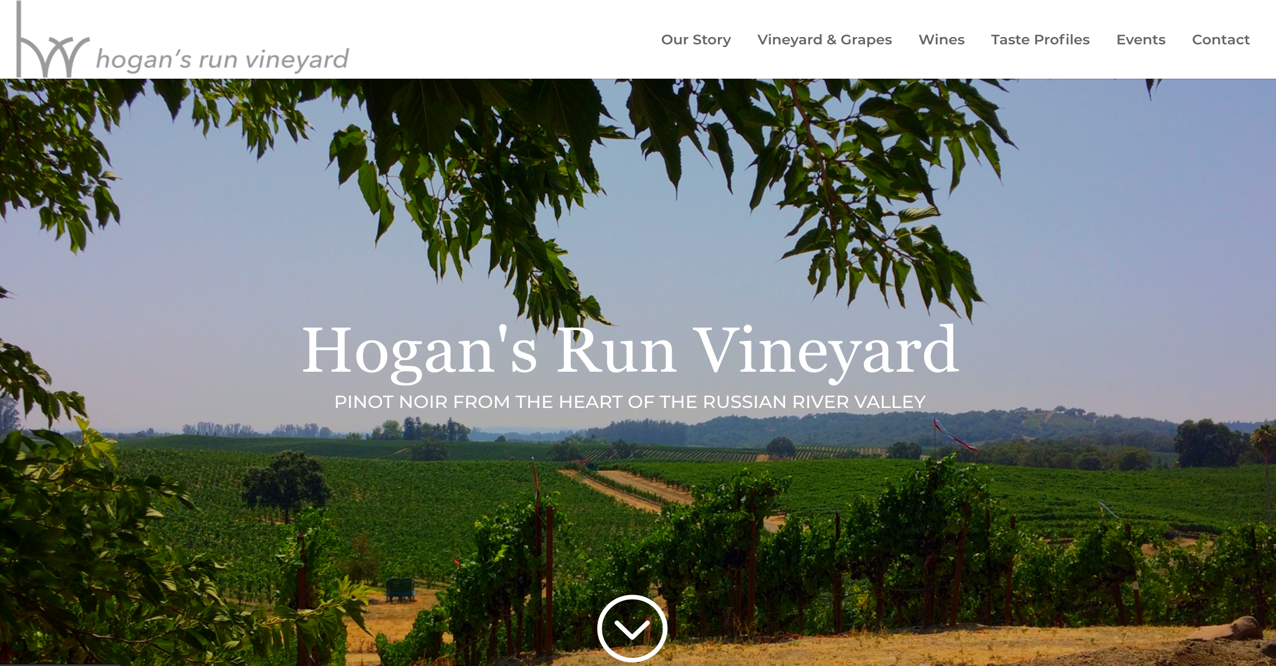 hogan's run vineyard
Our Story Vineyard & Grapes Wines Taste Profiles Events Contact
Hogan's Run Vineyard
PINOT NOIR FROM THE HEART OF THE RUSSIAN RIVER VALLEY